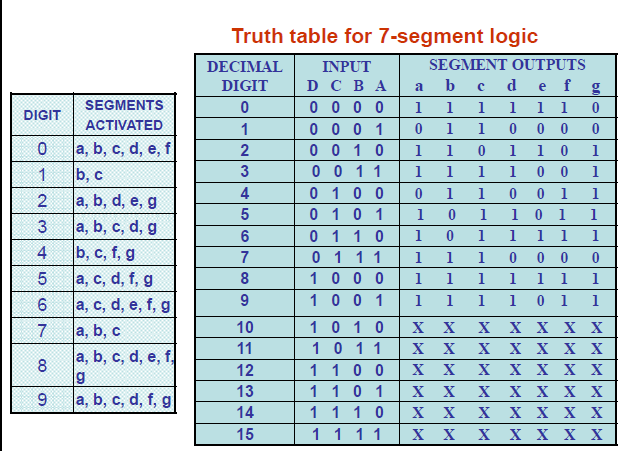 Truth table for 7-segment logic
DIGIT SEGMENTS ACTIVATED
0 a, b, c, d, e, f
1 b, c
2 a, b, d, e, g
3 a, b, c, d, g
4 b, c, f, g
5 a, c, d, f, g
6 a, c, d, e, f, g
7 a, b, c
8 a, b, c, d, e, f,
g
9 a, b, c, d, f, g
DECIMAL INPUT SEGMENT OUTPUTS
DIGIT D C B A a b c d e f g
0 0 0 0 0 1 1 1 1 1 1 0
1 0 0 0 1 0 1 1 0 0 0 0
2 0 0 1 0 1 1 0 1 1 0 1
3 0 0 1 1 1 1 1 1 0 0 1
4 0 1 0 0 0 1 1 0 0 1 1
5 0 1 0 1 1 0 1 1 0 1 1
6 0 1 1 0 1 0 1 1 1 1 1
7 0 1 1 1 1 1 1 0 0 0 0
8 1 0 0 0 1 1 1 1 1 1 1
9 1 0 0 1 1 1 1 1 0 1 1
10 1 0 1 0 X X X X X X X
11 1 0 1 1 X X X X X X X
12 1 1 0 0 X X X X X X X
13 1 1 0 1 X X X X X X X
14 1 1 1 0 X X X X X X X
15 1 1 1 1 X X X X X X X